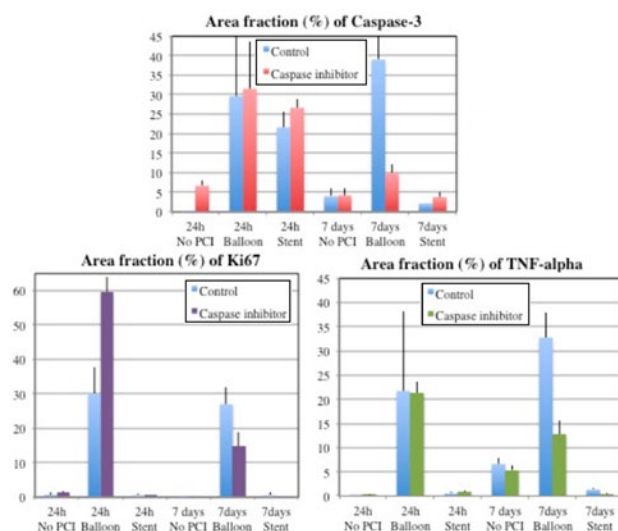 Area fraction (%) of Caspase-3
45
40
35
30
25
20
15
10
5
0
Control
Caspase inhibitor
24h 24h 24h 7 days 7days 7days
No PCI Balloon Stent No PCI Balloon Stent
Area fraction (%) of Ki67
60
50
40
30
20
10
0
Control
Caspase inhibitor
24h 24h 24h 7 days 7days 7days
No PCI Balloon Stent No PCI Balloon Stent
Area fraction (%) of TNF-alpha
45
40
35
30
25
20
15
10
5
0
Control
Caspase inhibitor
24h 24h 24h 7 days 7days 7days
No PCI Balloon Stent No PCI Balloon Stent